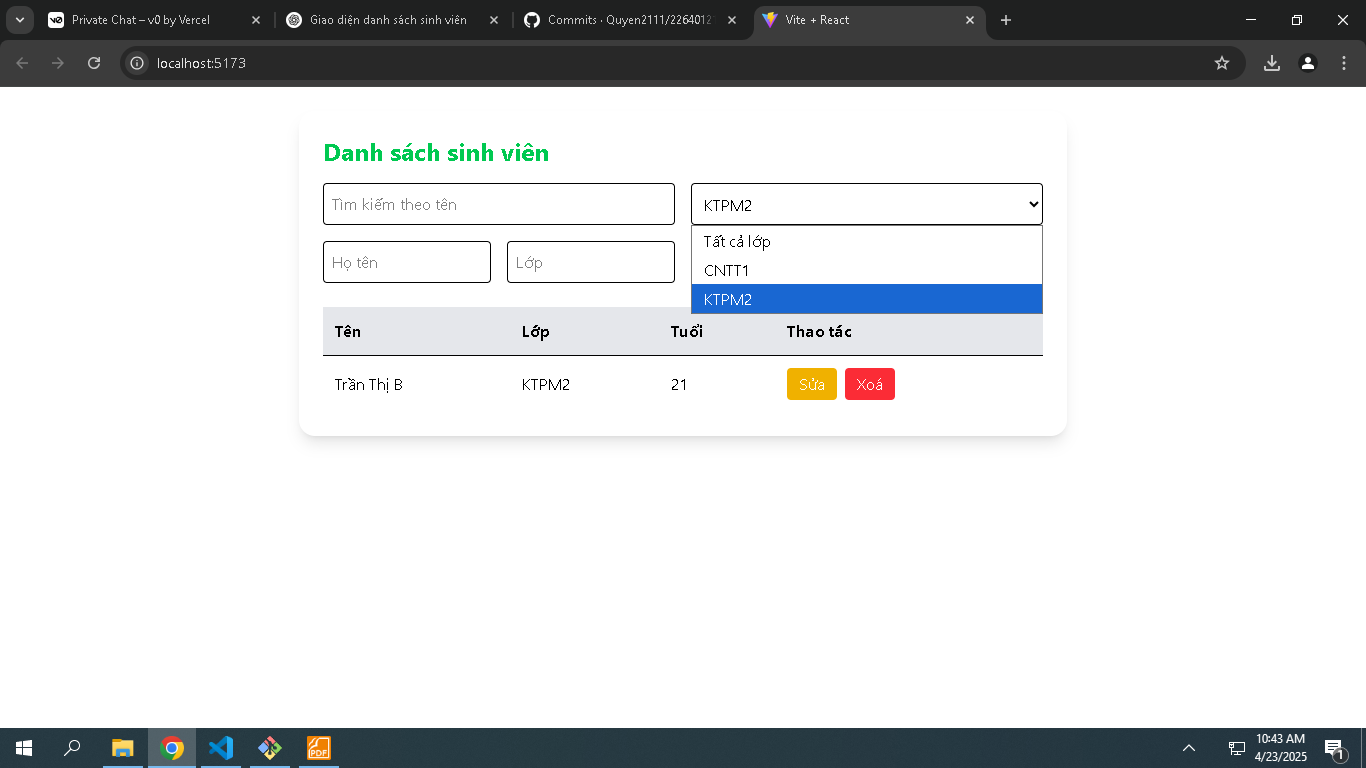 Private Chat – v0 by Vercel
Giao diện danh sách sinh viên
Commits · Quyen2111/2264012
Vite + React
localhost:5173
Danh sách sinh viên
Tìm kiếm theo tên
KTPM2
Tất cả lớp
CNTT1
KTPM2
Họ tên
Lớp
Tên Lớp Tuổi Thao tác
Trần Thị B KTPM2 21 Sửa Xoá
PDF
10:43 AM
4/23/2025
1